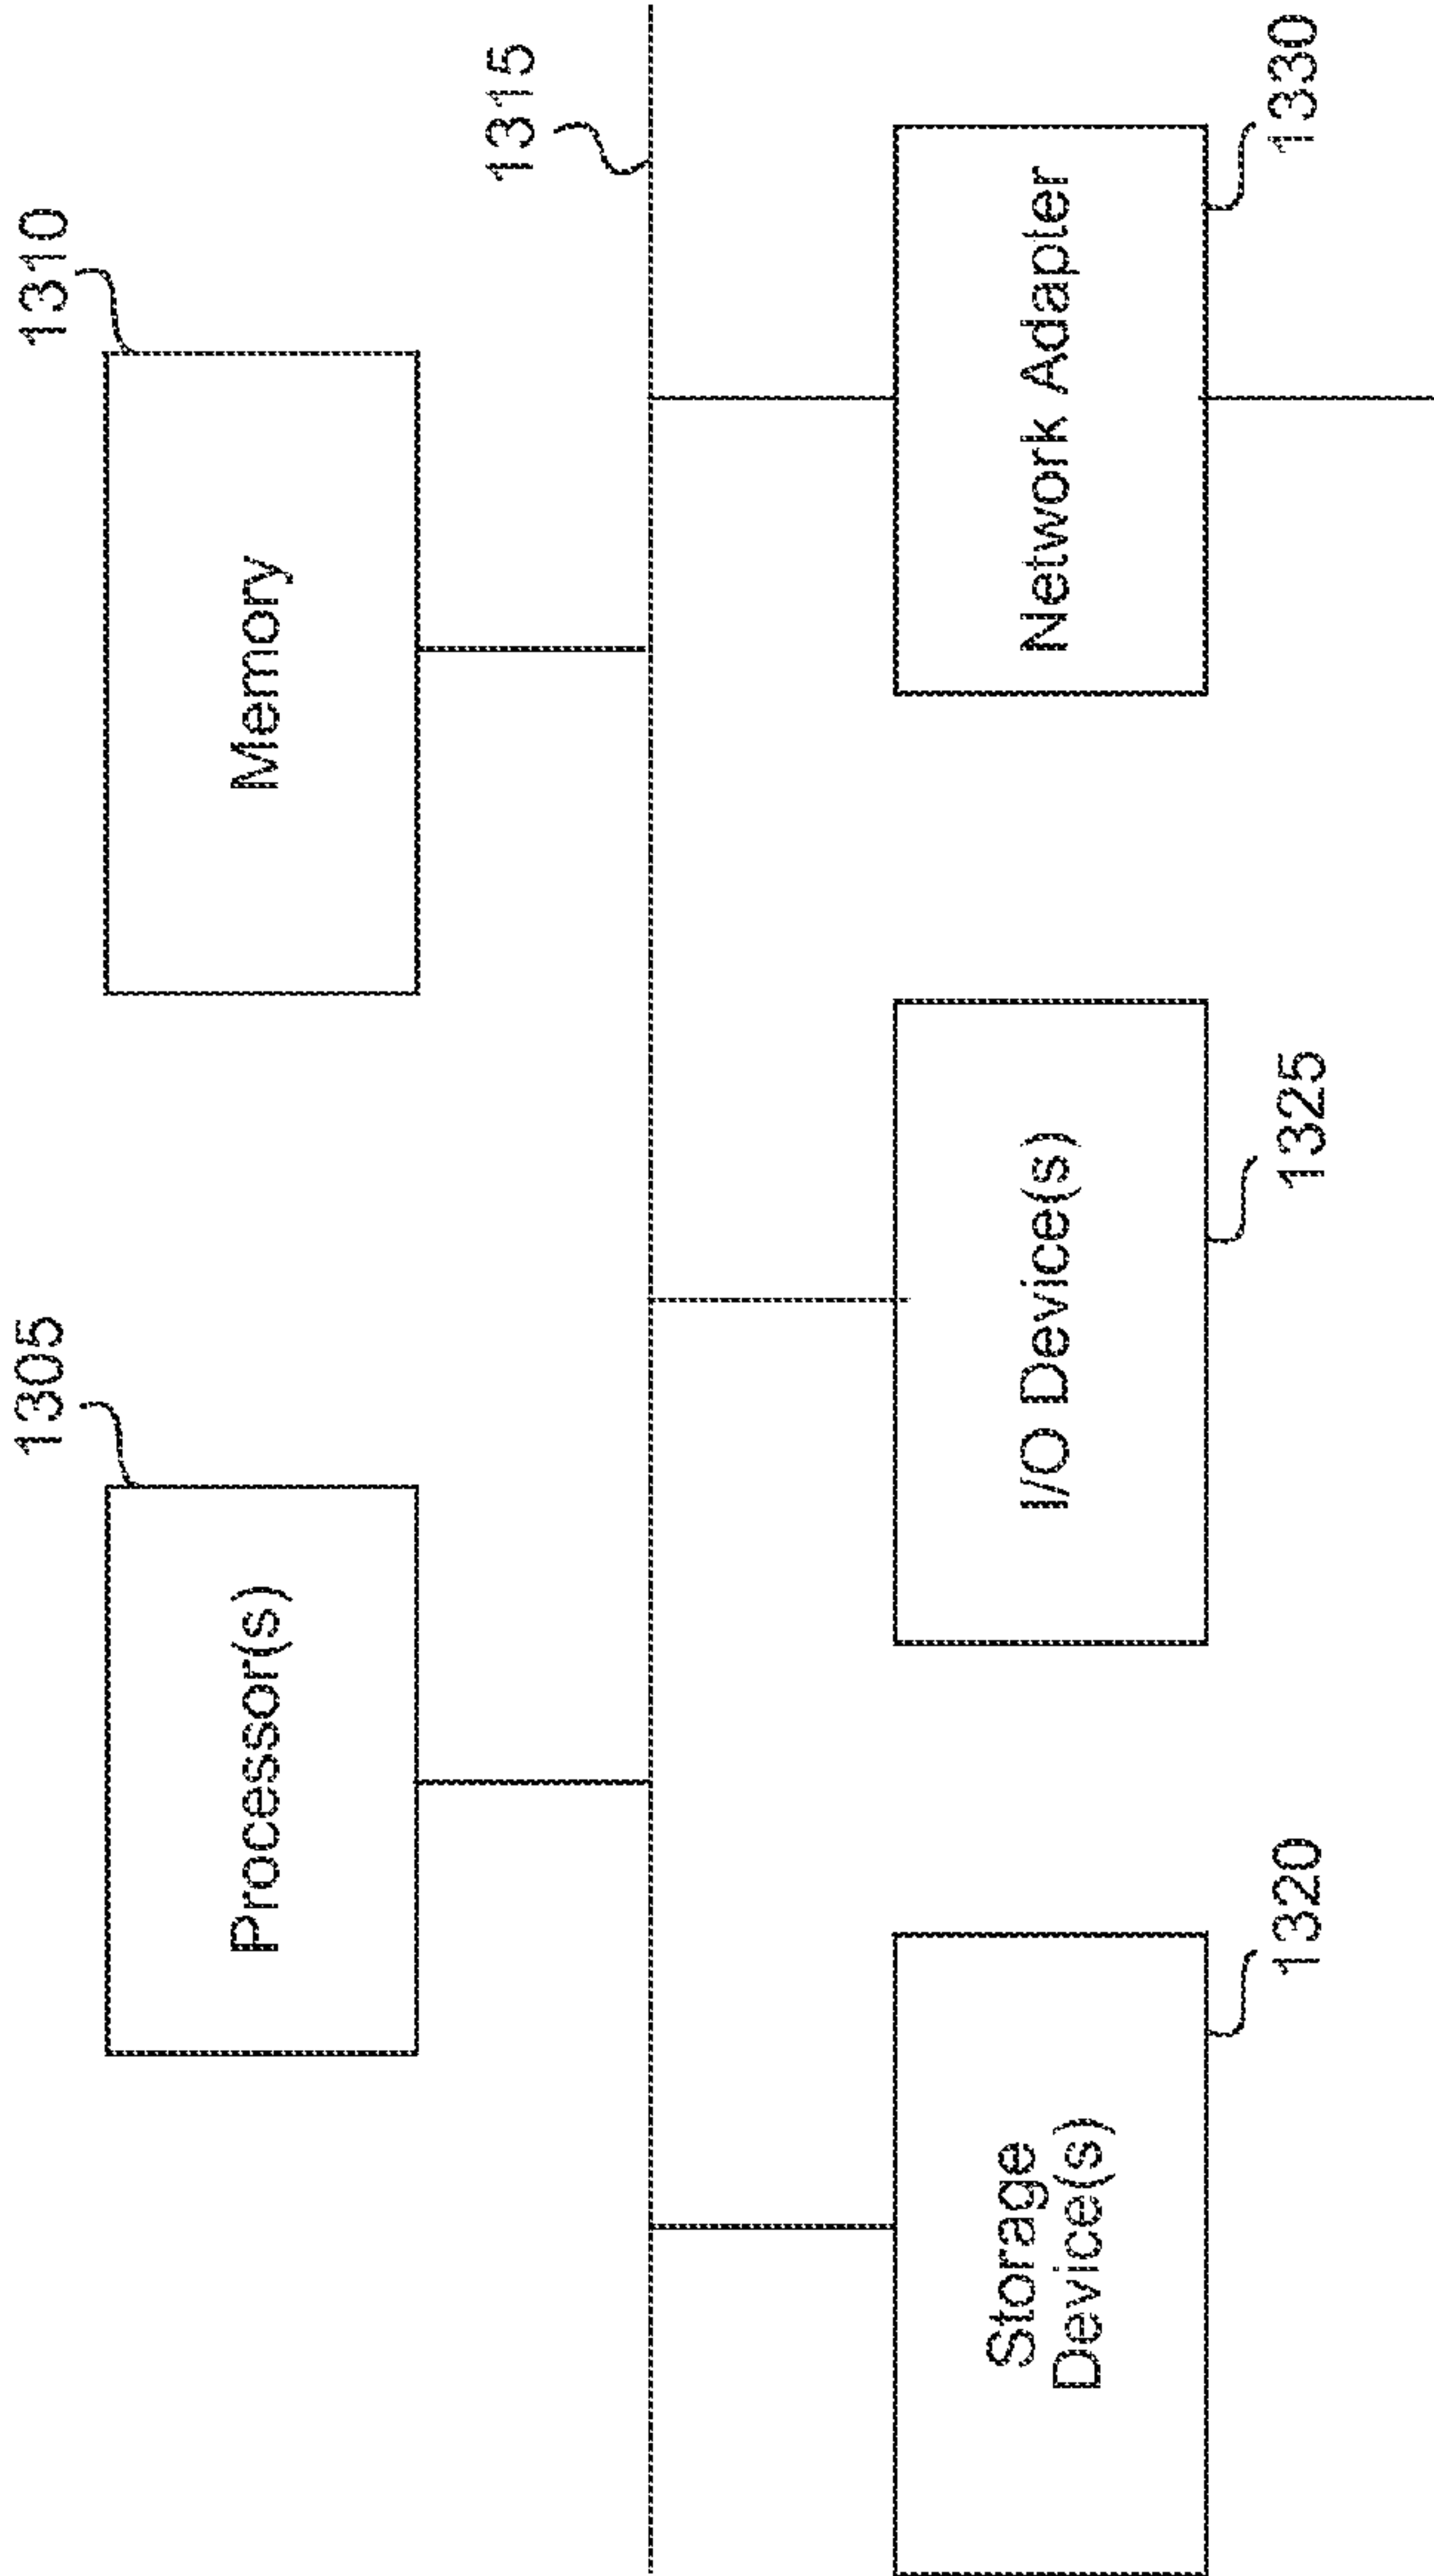 1305
1310
Processor(s)
Memory
1315
Storage
Device(s)
I/O Device(s)
Network Adapter
1320
1325
1330